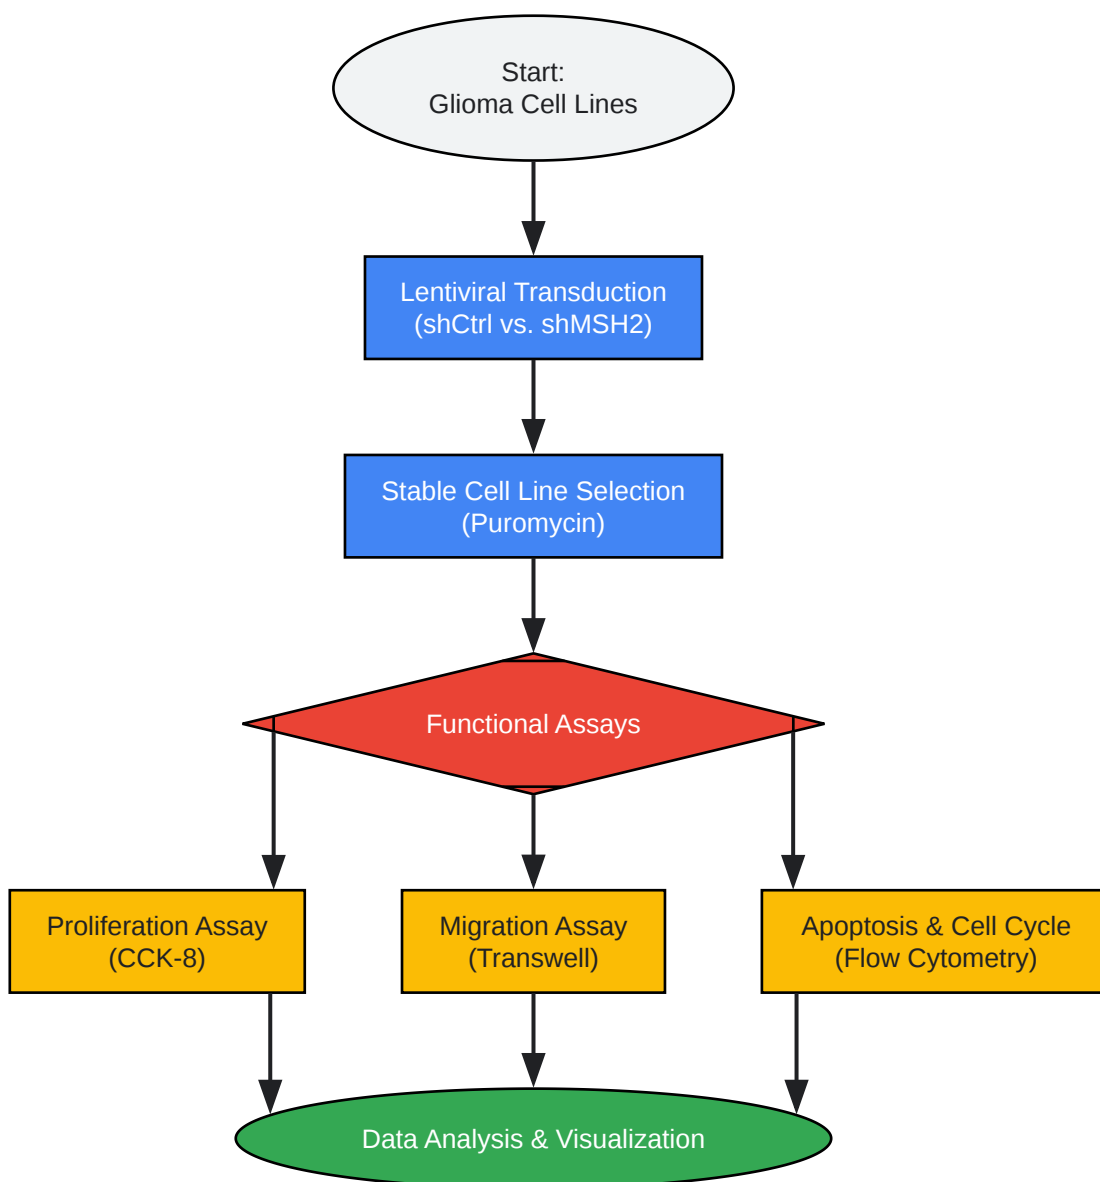 Start:
Glioma Cell Lines
Lentiviral Transduction
(shCtrl vs. shMSH2)
Stable Cell Line Selection
(Puromycin)
Functional Assays
Proliferation Assay
(CCK-8)
Migration Assay
(Transwell)
Apoptosis & Cell Cycle
(Flow Cytometry)
Data Analysis & Visualization